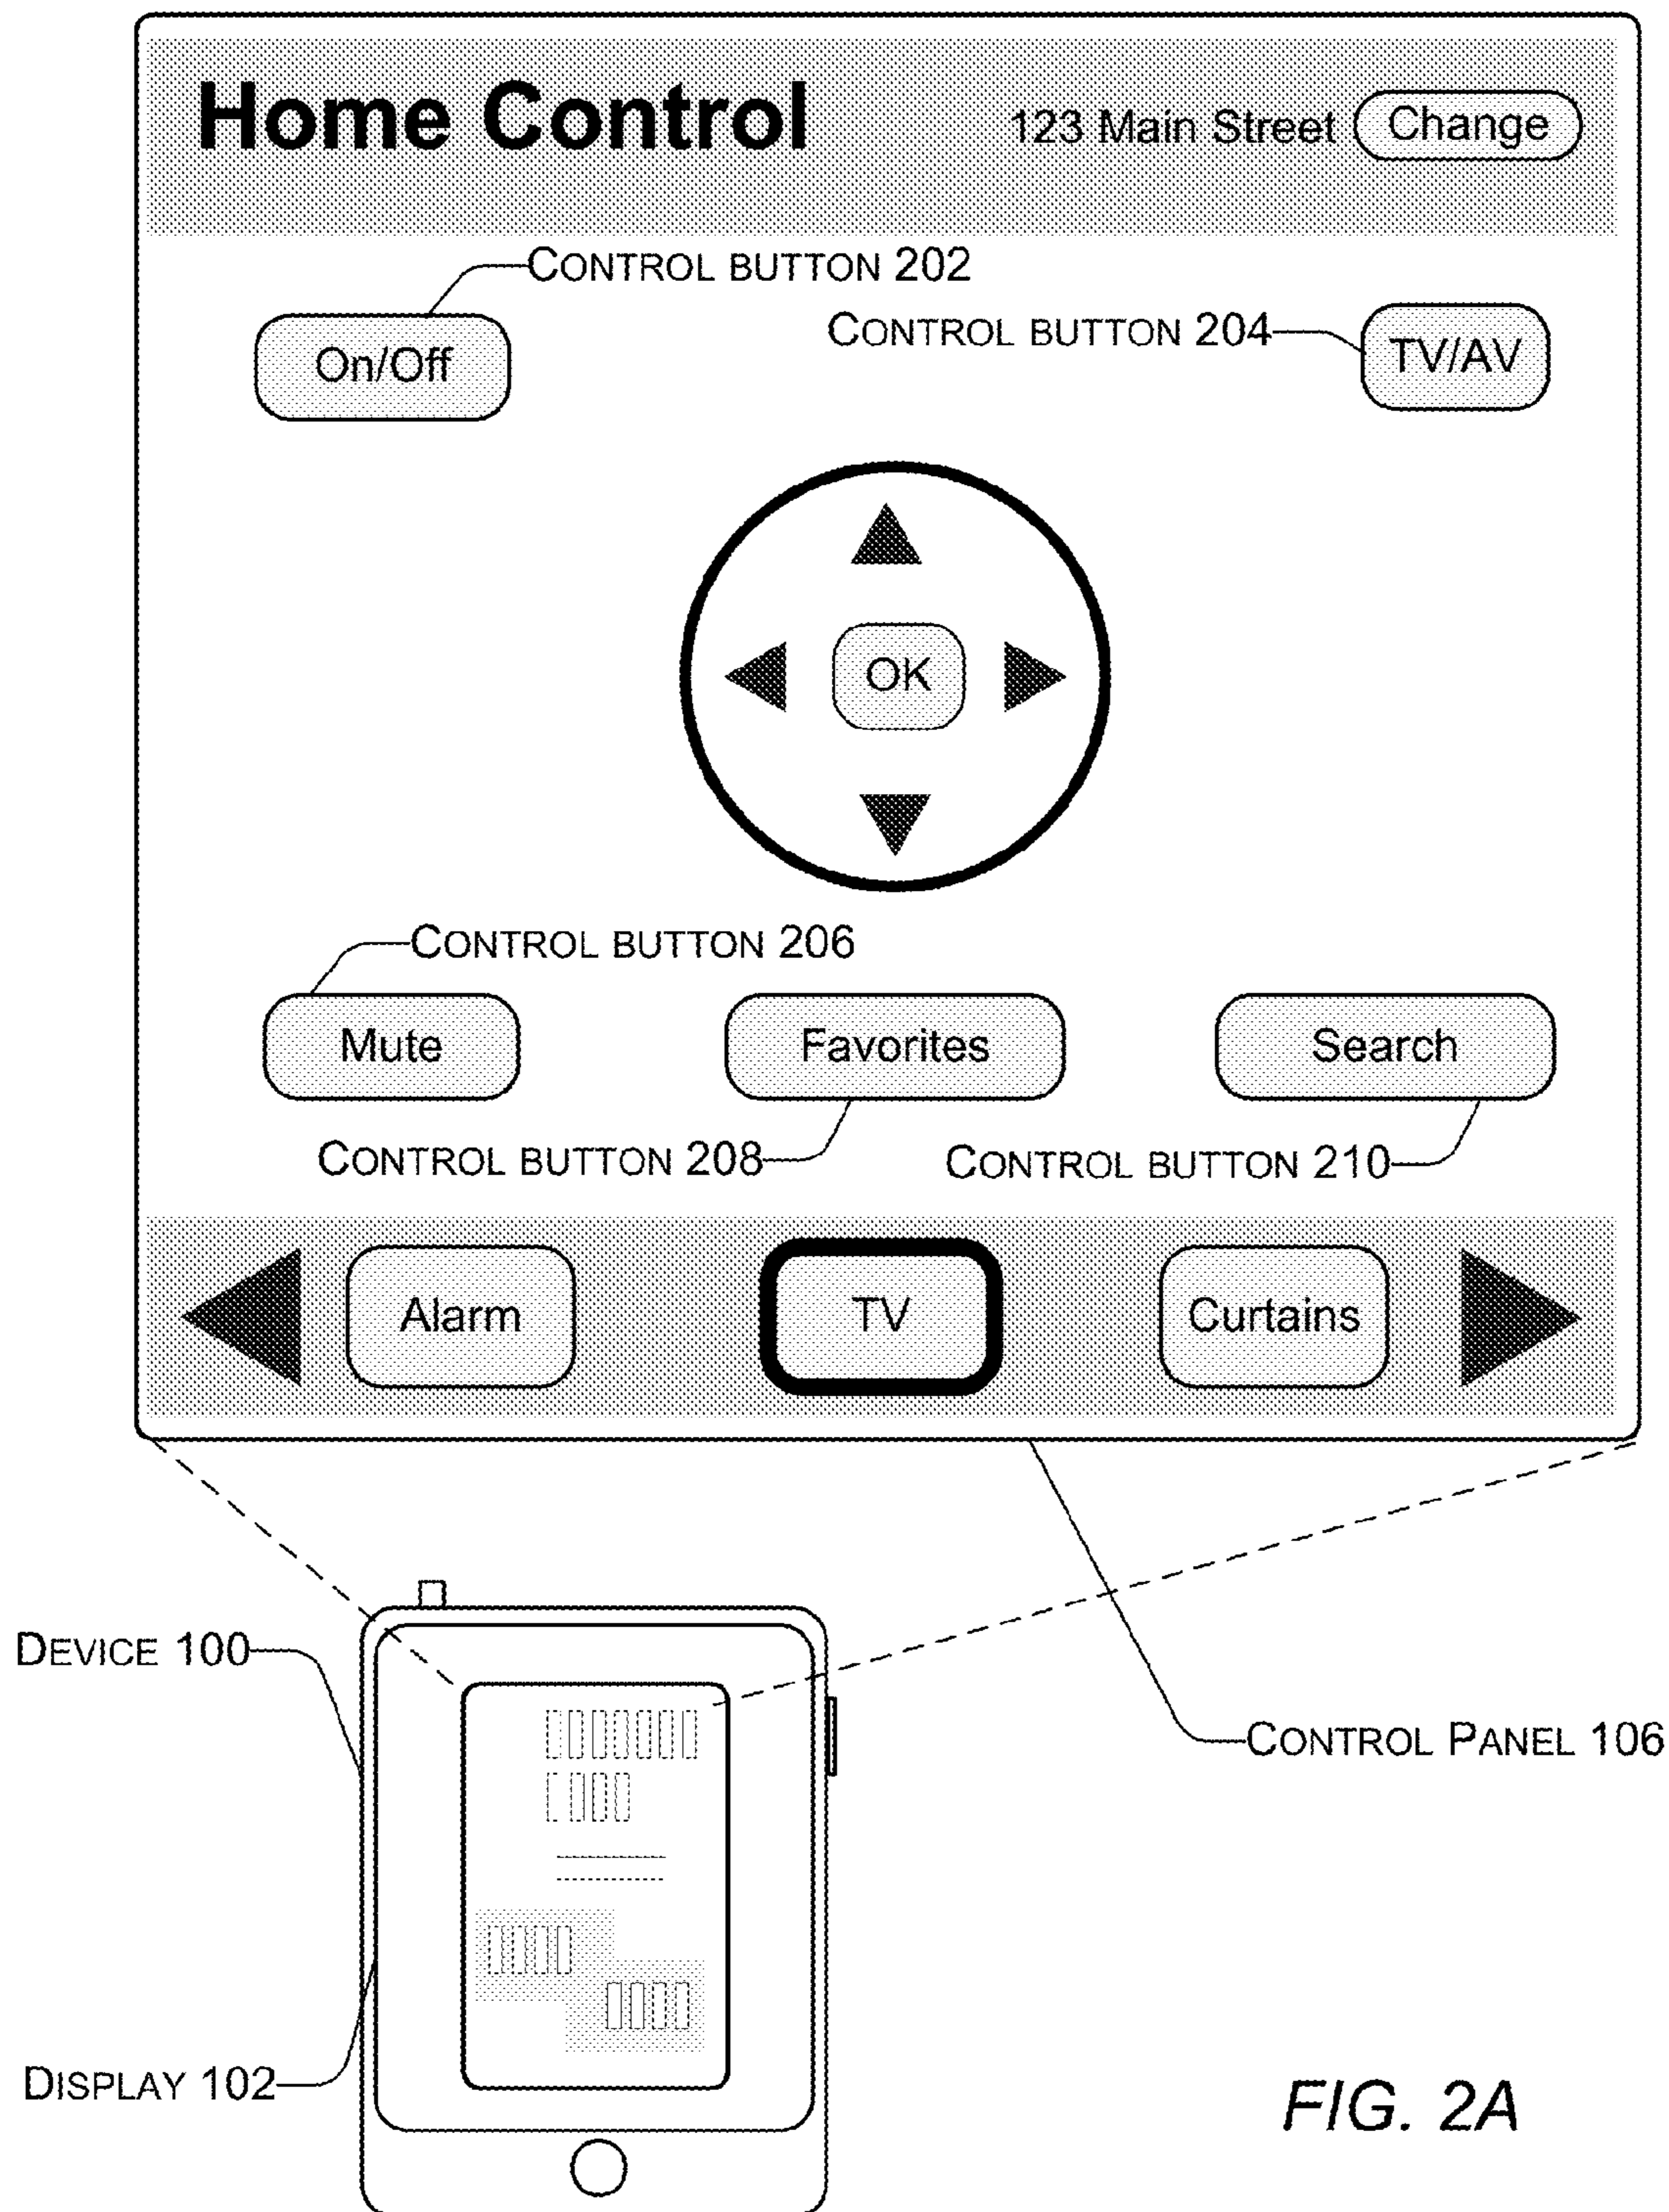 Home Control
123 Main Street Change
CONTROL BUTTON 202
CONTROL BUTTON 204
On/Off
TV/AV
OK
CONTROL BUTTON 206
Mute
Favorites
Search
CONTROL BUTTON 208
CONTROL BUTTON 210
Alarm
TV
Curtains
DEVICE 100
CONTROL PANEL 106
DISPLAY 102
FIG. 2A